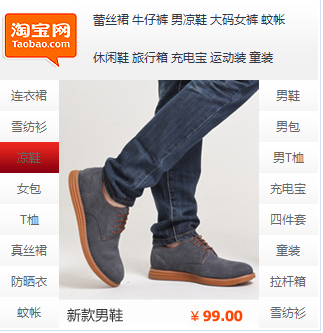 淘宝网
Taobao.com
蕾丝裙 牛仔裤 男凉鞋 大码女裤 蚊帐
休闲鞋 旅行箱 充电宝 运动装 童装
连衣裙
雪纺衫
凉鞋
女包
T恤
真丝裙
防晒衣
蚊帐
男鞋
男包
男T恤
充电宝
四件套
童装
拉杆箱
雪纺衫
新款男鞋 ¥ 99.00